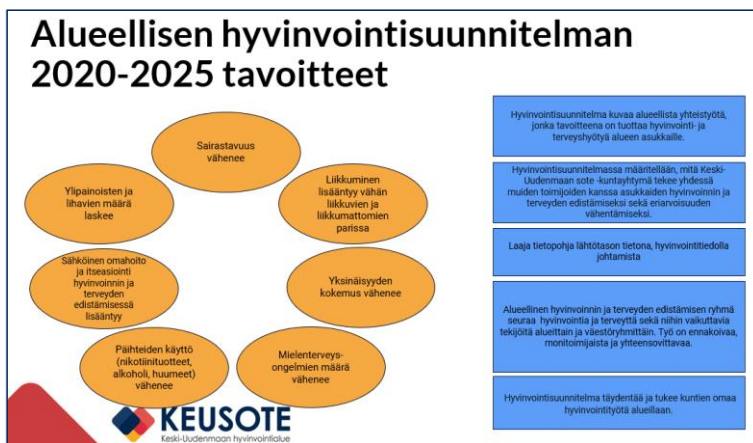 Alueellisen hyvinvointisuunnitelman
2020-2025 tavoitteet
Sairastavuus
vähenee
Liikkuminen
lisääntyy vähän
liikkuvien ja
liikkumattomien
parissa
Yksinäisyyden
kokemus vähenee
Mielenterveys-
ongelmien määrä
vähenee
Päihteiden käyttö
(nikotiinituotteet,
alkoholi, huumeet)
vähenee
Sähköinen omahoito
ja itseasiointi
hyvinvoinnin ja
terveyden
edistämisessä
lisääntyy
Ylipainoisten ja
lihavien määrä
laskee
Hyvinvointisuunnitelma kuvaa alueellista yhteistyötä,
jonka tavoitteena on tuottaa hyvinvointi- ja
terveyshyötyä alueen asukkaille.
Hyvinvointisuunnitelmassa määritellään, mitä Keski-
Uudenmaan sote -kuntayhtymä tekee yhdessä
muiden toimijoiden kanssa asukkaiden hyvinvoinnin ja
terveyden edistämiseksi sekä eriarvoisuuden
vähentämiseksi.
Laaja tietopohja lähtötason tietona, hyvinvointitiedolla
johtamista
Alueellinen hyvinvoinnin ja terveyden edistämisen ryhmä
seuraa hyvinvointia ja terveyttä sekä niihin vaikuttavia
tekijöitä alueittain ja väestöryhmittäin. Työ on ennakoivaa,
monitoimijaista ja yhteensovittavaa.
Hyvinvointisuunnitelma täydentää ja tukee kuntien omaa
hyvinvointityötä alueillaan.
KEUSOTE
Keski-Uudenmaan hyvinvointialue